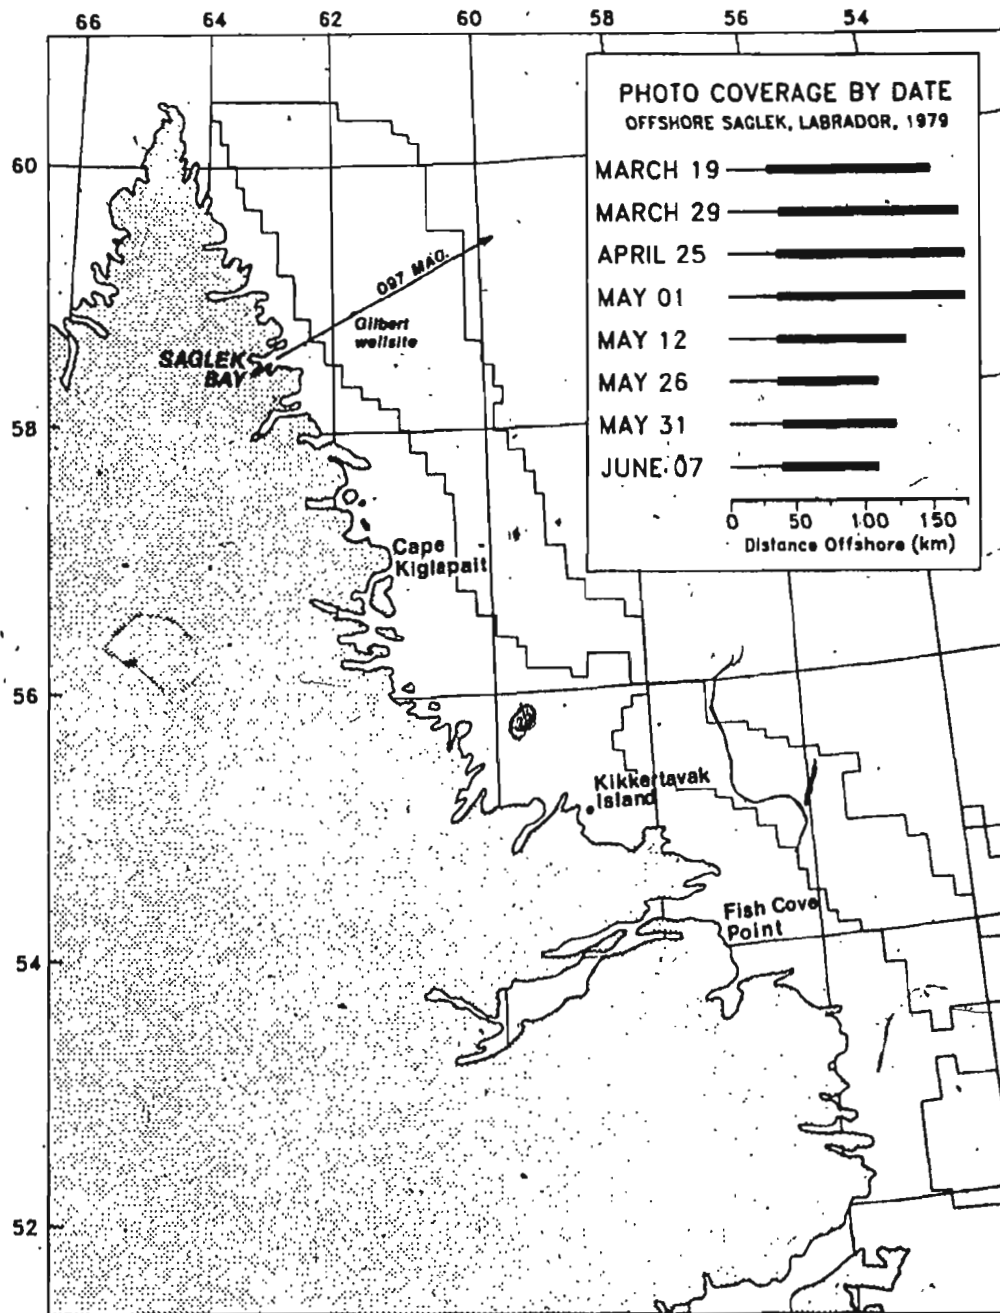 66 64 62 60 58 56 54
PHOTO COVERAGE BY DATE
OFFSHORE SAGLEK, LABRADOR, 1979
MARCH 19
MARCH 29
APRIL 25
MAY 01
MAY 12
MAY 26
MAY 31
JUNE 07
0 50 100 150
Distance Offshore (km)
60
097 MAG.
Gilbert
wellsite
SAGLEK
BAY
58
Cape
Kiglapait
56
Kikkertavak
Island
Fish Cove
Point
54
52